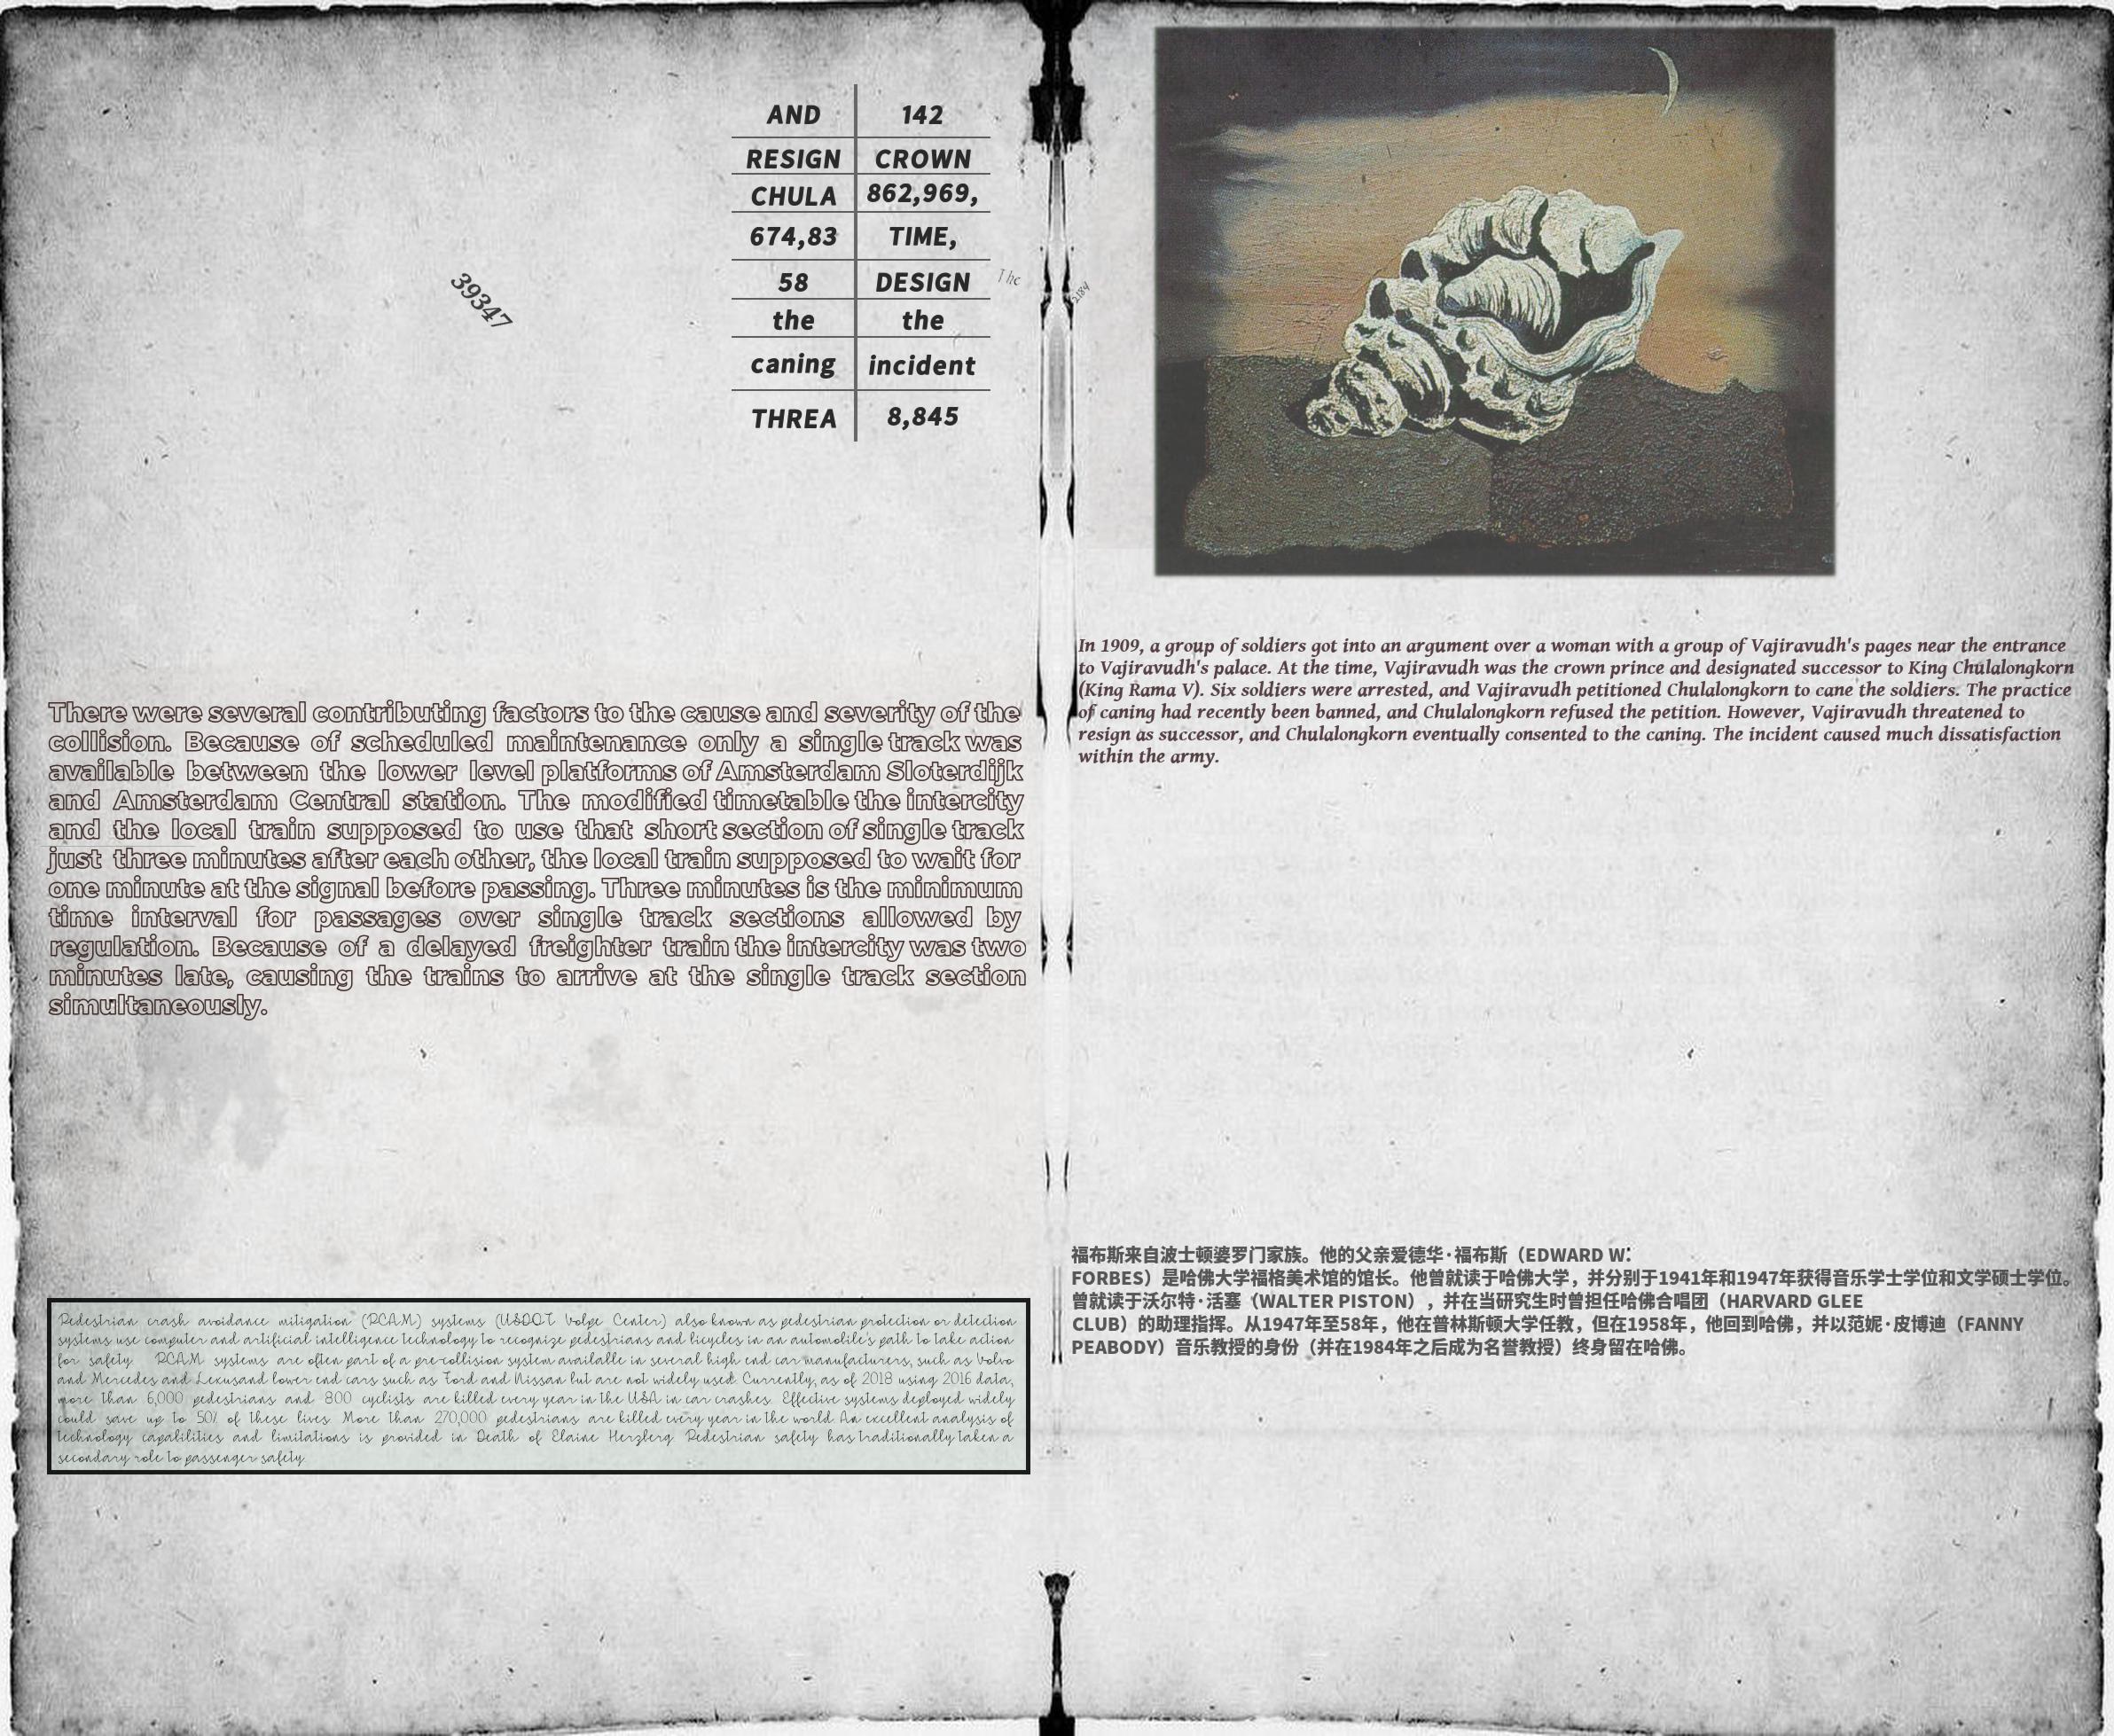 AND 142
RESIGN CROWN
CHULA 862,969,
674,83 TIME,
58 DESIGN
the the
caning incident
THREA 8,845
39347
The
2184
There were several contributing factors to the cause and severity of the
collision. Because of scheduled maintenance only a single track was
available between the lower level platforms of Amsterdam Sloterdijk
and Amsterdam Central station. The modified timetable the intercity
and the local train supposed to use that short section of single track
just three minutes after each other, the local train supposed to wait for
one minute at the signal before passing. Three minutes is the minimum
time interval for passages over single track sections allowed by
regulation. Because of a delayed freighter train the intercity was two
minutes late, causing the trains to arrive at the single track section
simultaneously.
Pedestrian crash avoidance mitigation (PCAM) systems (USDOT Volpe Center) also known as pedestrian protection or detection
systems use computer and artificial intelligence technology to recognize pedestrians and bicycles in an automobile's path to take action
for safety. PCAM systems are often part of a pre-collision system available in several high end car manufacturers, such as Volvo
and Mercedes and Lexusand lower end cars such as Ford and Nissan but are not widely used. Currently, as of 2018 using 2016 data,
more than 6,000 pedestrians and 800 cyclists are killed every year in the USA in car crashes. Effective systems deployed widely
could save up to 50% of these lives. More than 270,000 pedestrians are killed every year in the world. An excellent analysis of
technology capabilities and limitations is provided in Death of Elaine Herzberg Pedestrian safety has traditionally taken a
secondary role to passenger safety.
In 1909, a group of soldiers got into an argument over a woman with a group of Vajiravudh's pages near the entrance
to Vajiravudh's palace. At the time, Vajiravudh was the crown prince and designated successor to King Chulalongkorn
(King Rama V). Six soldiers were arrested, and Vajiravudh petitioned Chulalongkorn to cane the soldiers. The practice
of caning had recently been banned, and Chulalongkorn refused the petition. However, Vajiravudh threatened to
resign as successor, and Chulalongkorn eventually consented to the caning. The incident caused much dissatisfaction
within the army.
福布斯来自波士顿婆罗门家族。他的父亲爱德华·福布斯（EDWARD W：
FORBES）是哈佛大学福格美术馆的馆长。他曾就读于哈佛大学，并分别于1941年和1947年获得音乐学士学位和文学硕士学位。
曾就读于沃尔特·活塞（WALTER PISTON），并在当研究生时曾担任哈佛合唱团（HARVARD GLEE
CLUB）的助理指挥。从1947年至58年，他在普林斯顿大学任教，但在1958年，他回到哈佛，并以范妮·皮博迪（FANNY
PEABODY）音乐教授的身份（并在1984年之后成为名誉教授）终身留在哈佛。